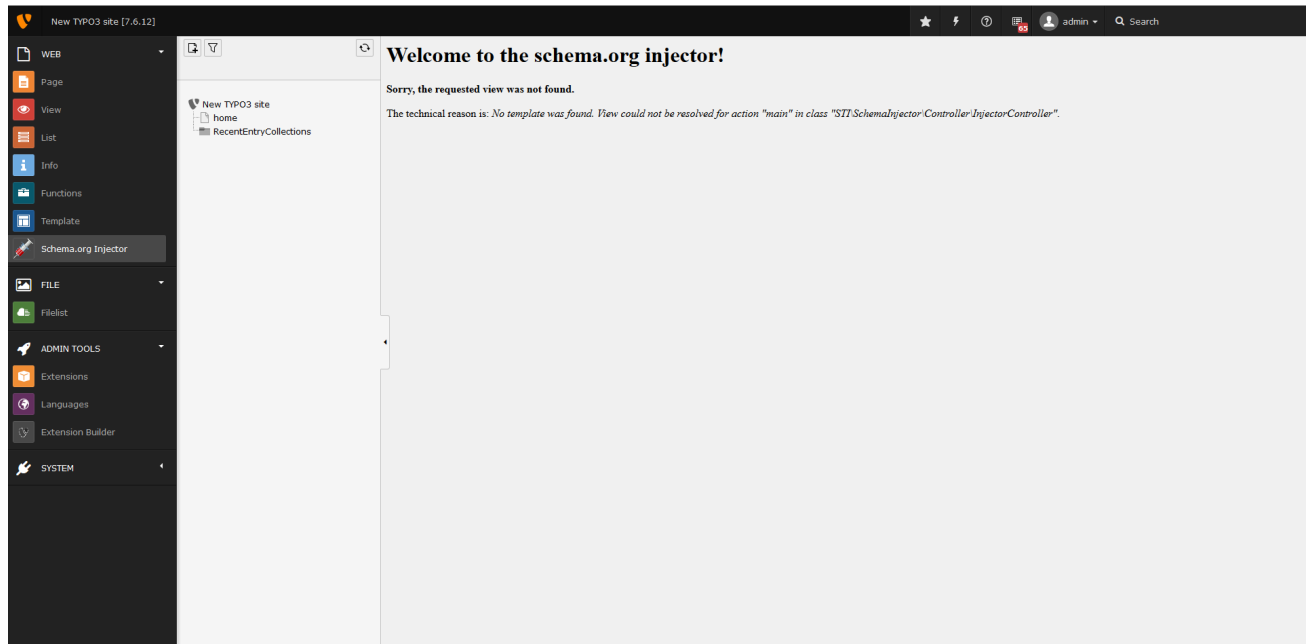 New TYPO3 site [7.6.12]
65
admin
Search
WEB
Page
View
List
Info
Functions
Template
Schema.org Injector
FILE
Filelist
ADMIN TOOLS
Extensions
Languages
Extension Builder
SYSTEM
New TYPO3 site
home
RecentEntryCollections
Welcome to the schema.org injector!
Sorry, the requested view was not found.
The technical reason is: No template was found. View could not be resolved for action "main" in class "STI\SchemaInjector\Controller\InjectorController".